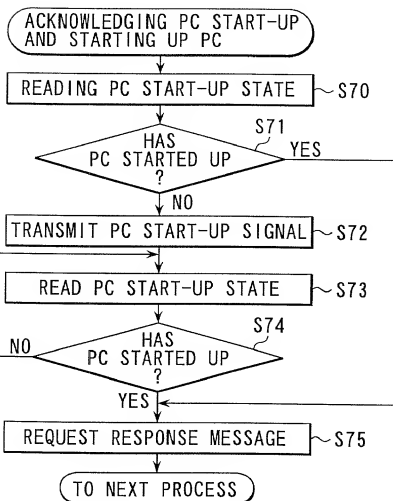 ACKNOWLEDGING PC START-UP
AND STARTING UP PC
READING PC START-UP STATE
S70
HAS
PC STARTED UP
?
S71
YES
NO
TRANSMIT PC START-UP SIGNAL
S72
READ PC START-UP STATE
S73
HAS
PC STARTED UP
?
S74
NO
YES
REQUEST RESPONSE MESSAGE
S75
TO NEXT PROCESS